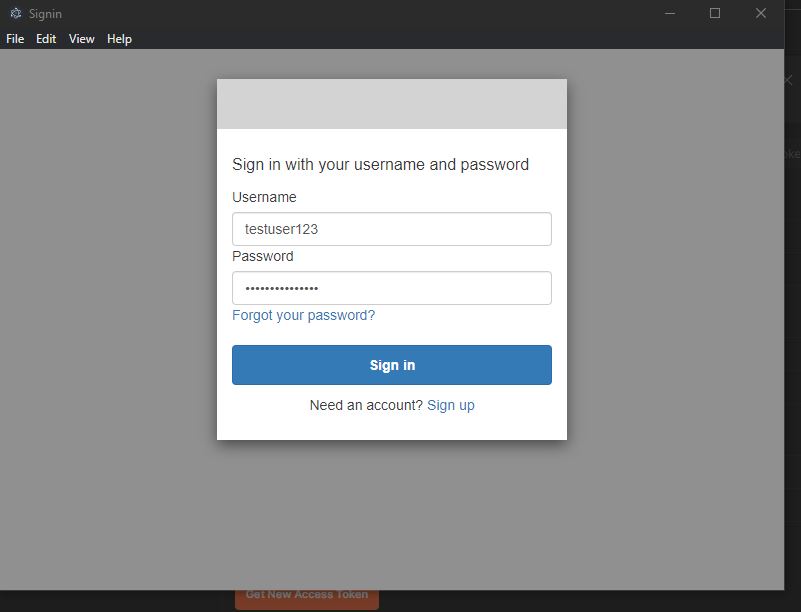 Signin
File Edit View Help
Sign in with your username and password
Username
testuser123
Password
•••••••••••••••
Forgot your password?
Sign in
Need an account? Sign up
Get New Access Token